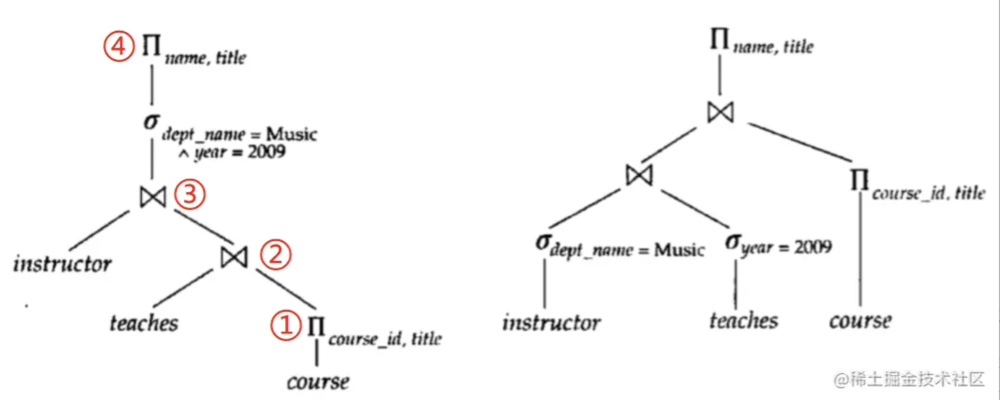 ④ Π name, title
σ dept_name = Music
∧ year = 2009
⋈ ③
instructor
⋈ ②
teaches
① Π course_id, title
course
Π name, title
⋈
⋈
Π course_id, title
σ dept_name = Music
σ year = 2009
instructor
teaches
course
@稀土掘金技术社区